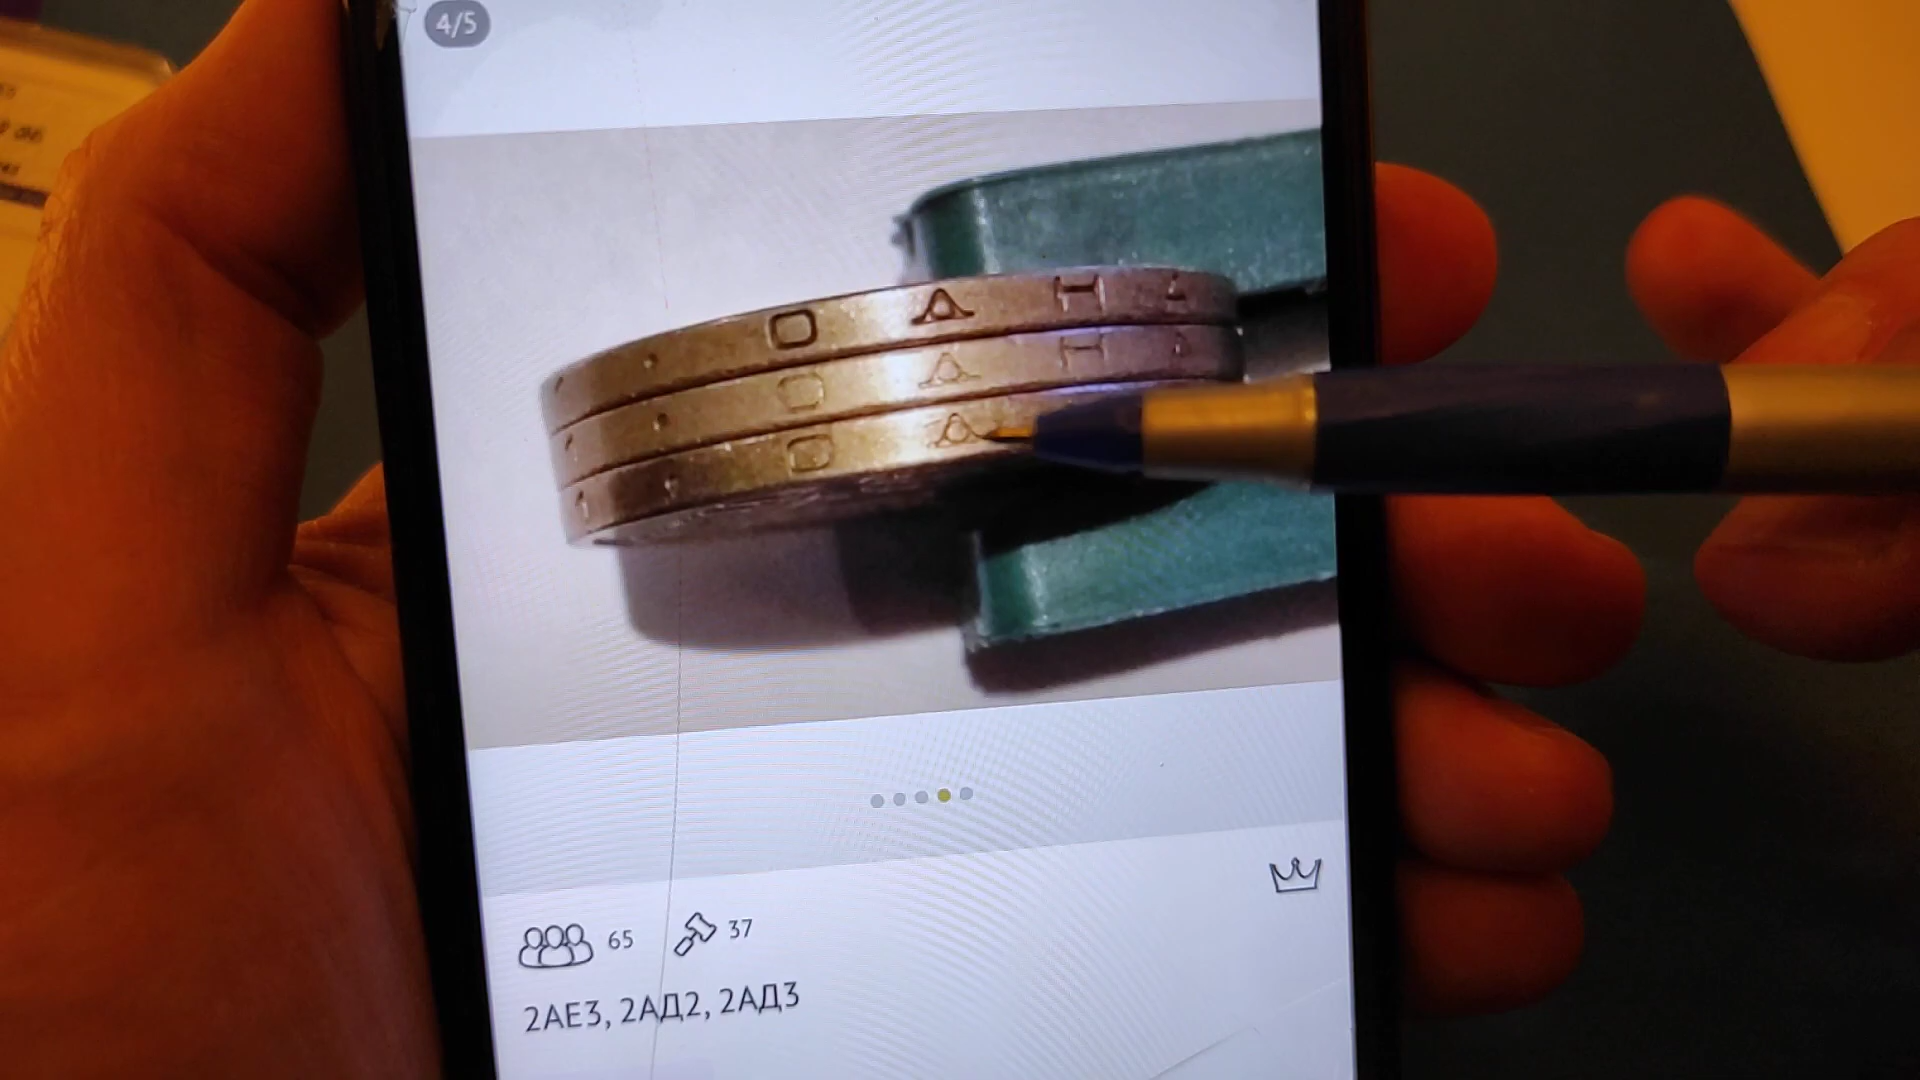 4/5
О Д Н А
О Д Н А
О Д
65 37
2АЕ3, 2АД2, 2АД3